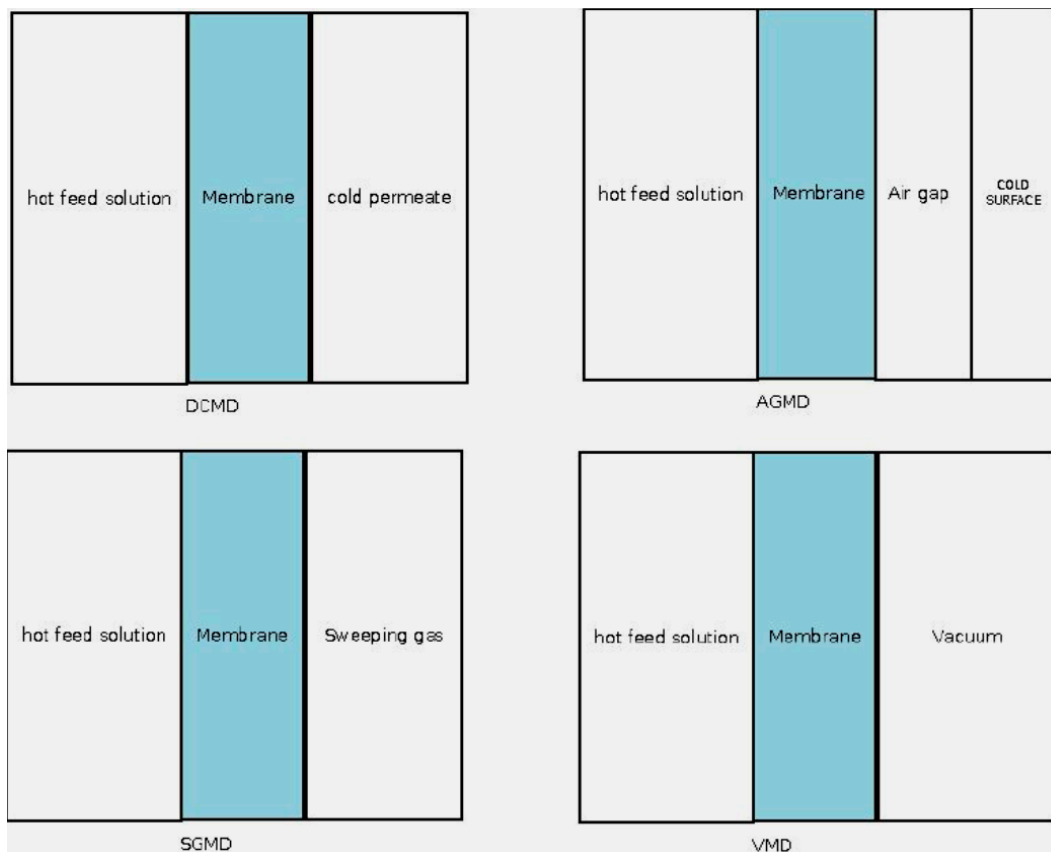 hot feed solution
Membrane
cold permeate
DCMD
hot feed solution
Membrane
Air gap
COLD
SURFACE
AGMD
hot feed solution
Membrane
Sweeping gas
SGMD
hot feed solution
Membrane
Vacuum
VMD